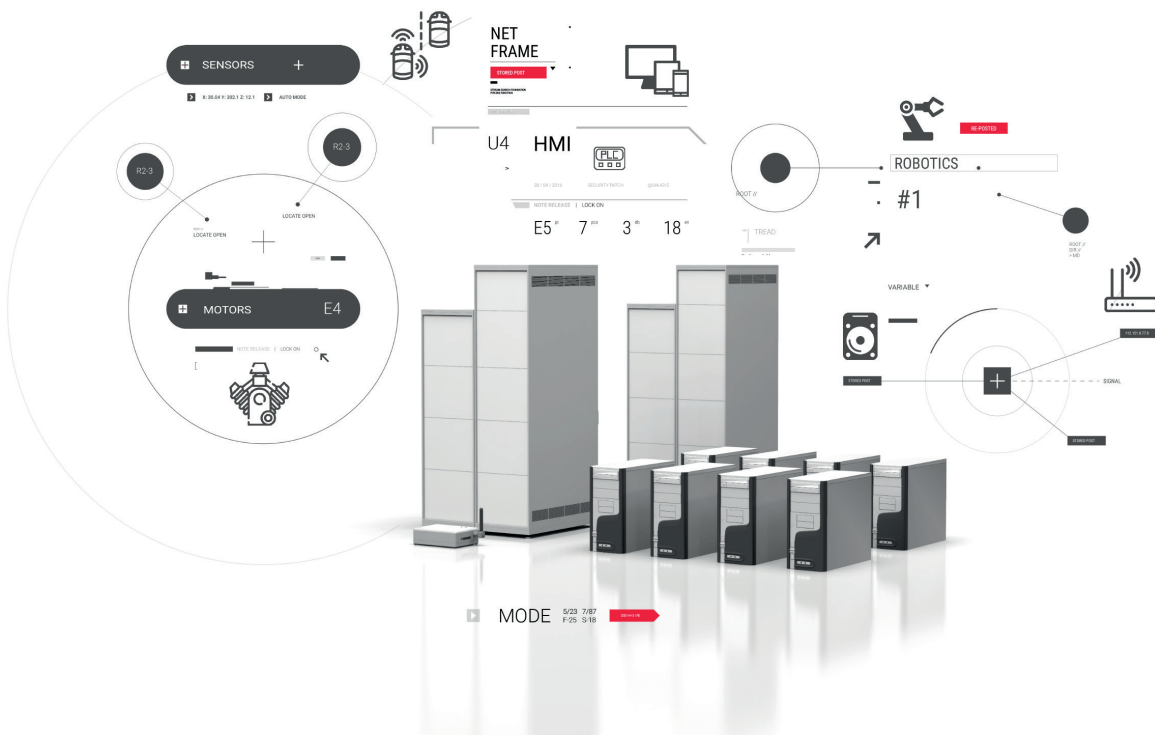 SENSORS
X: 30.04 Y: 302.1 Z: 12.1
AUTO MODE
R2-3
R2-3
LOCATE OPEN
LOCATE OPEN
MOTORS E4
NOTE RELEASE | LOCK ON
[
NET
FRAME
STORED POST
U4 HMI
>
PLC
SECURITY PATCH
NOTE RELEASE | LOCK ON
E5 7 3 18
ROOT //
TREAD
RE-POSTED
ROBOTICS
#1
ROOT //
DIR //
VARIABLE
STORED POST
SIGNAL
STORED POST
MODE 5/23 7/87
F-25 S-18